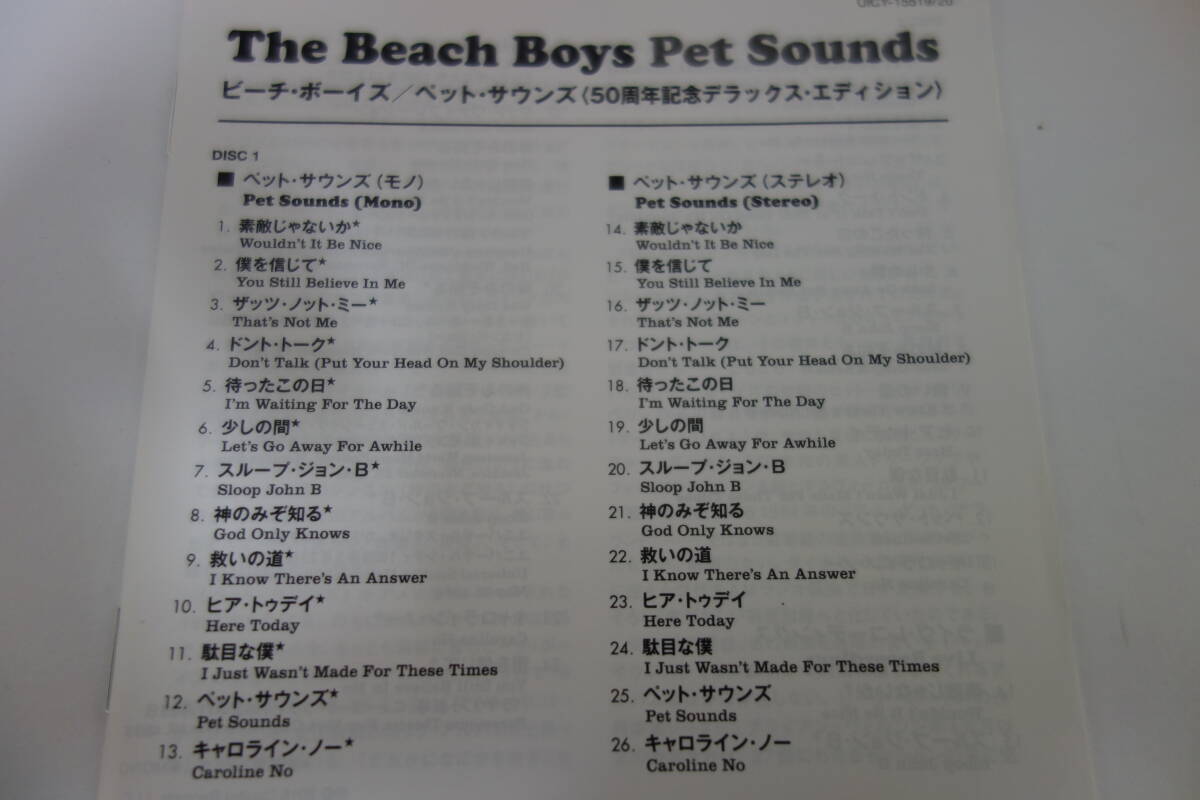 UICY-15519/20
The Beach Boys Pet Sounds
ビーチ・ボーイズ／ペット・サウンズ〈50周年記念デラックス・エディション〉
DISC 1
■ ペット・サウンズ（モノ）
Pet Sounds (Mono)
1. 素敵じゃないか★
Wouldn't It Be Nice
2. 僕を信じて★
You Still Believe In Me
3. ザッツ・ノット・ミー★
That's Not Me
4. ドント・トーク★
Don't Talk (Put Your Head On My Shoulder)
5. 待ったこの日★
I'm Waiting For The Day
6. 少しの間★
Let's Go Away For Awhile
7. スループ・ジョン・B★
Sloop John B
8. 神のみぞ知る★
God Only Knows
9. 救いの道★
I Know There's An Answer
10. ヒア・トゥデイ★
Here Today
11. 駄目な僕★
I Just Wasn't Made For These Times
12. ペット・サウンズ★
Pet Sounds
13. キャロライン・ノー★
Caroline No
■ ペット・サウンズ（ステレオ）
Pet Sounds (Stereo)
14. 素敵じゃないか
Wouldn't It Be Nice
15. 僕を信じて
You Still Believe In Me
16. ザッツ・ノット・ミー
That's Not Me
17. ドント・トーク
Don't Talk (Put Your Head On My Shoulder)
18. 待ったこの日
I'm Waiting For The Day
19. 少しの間
Let's Go Away For Awhile
20. スループ・ジョン・B
Sloop John B
21. 神のみぞ知る
God Only Knows
22. 救いの道
I Know There's An Answer
23. ヒア・トゥデイ
Here Today
24. 駄目な僕
I Just Wasn't Made For These Times
25. ペット・サウンズ
Pet Sounds
26. キャロライン・ノー
Caroline No